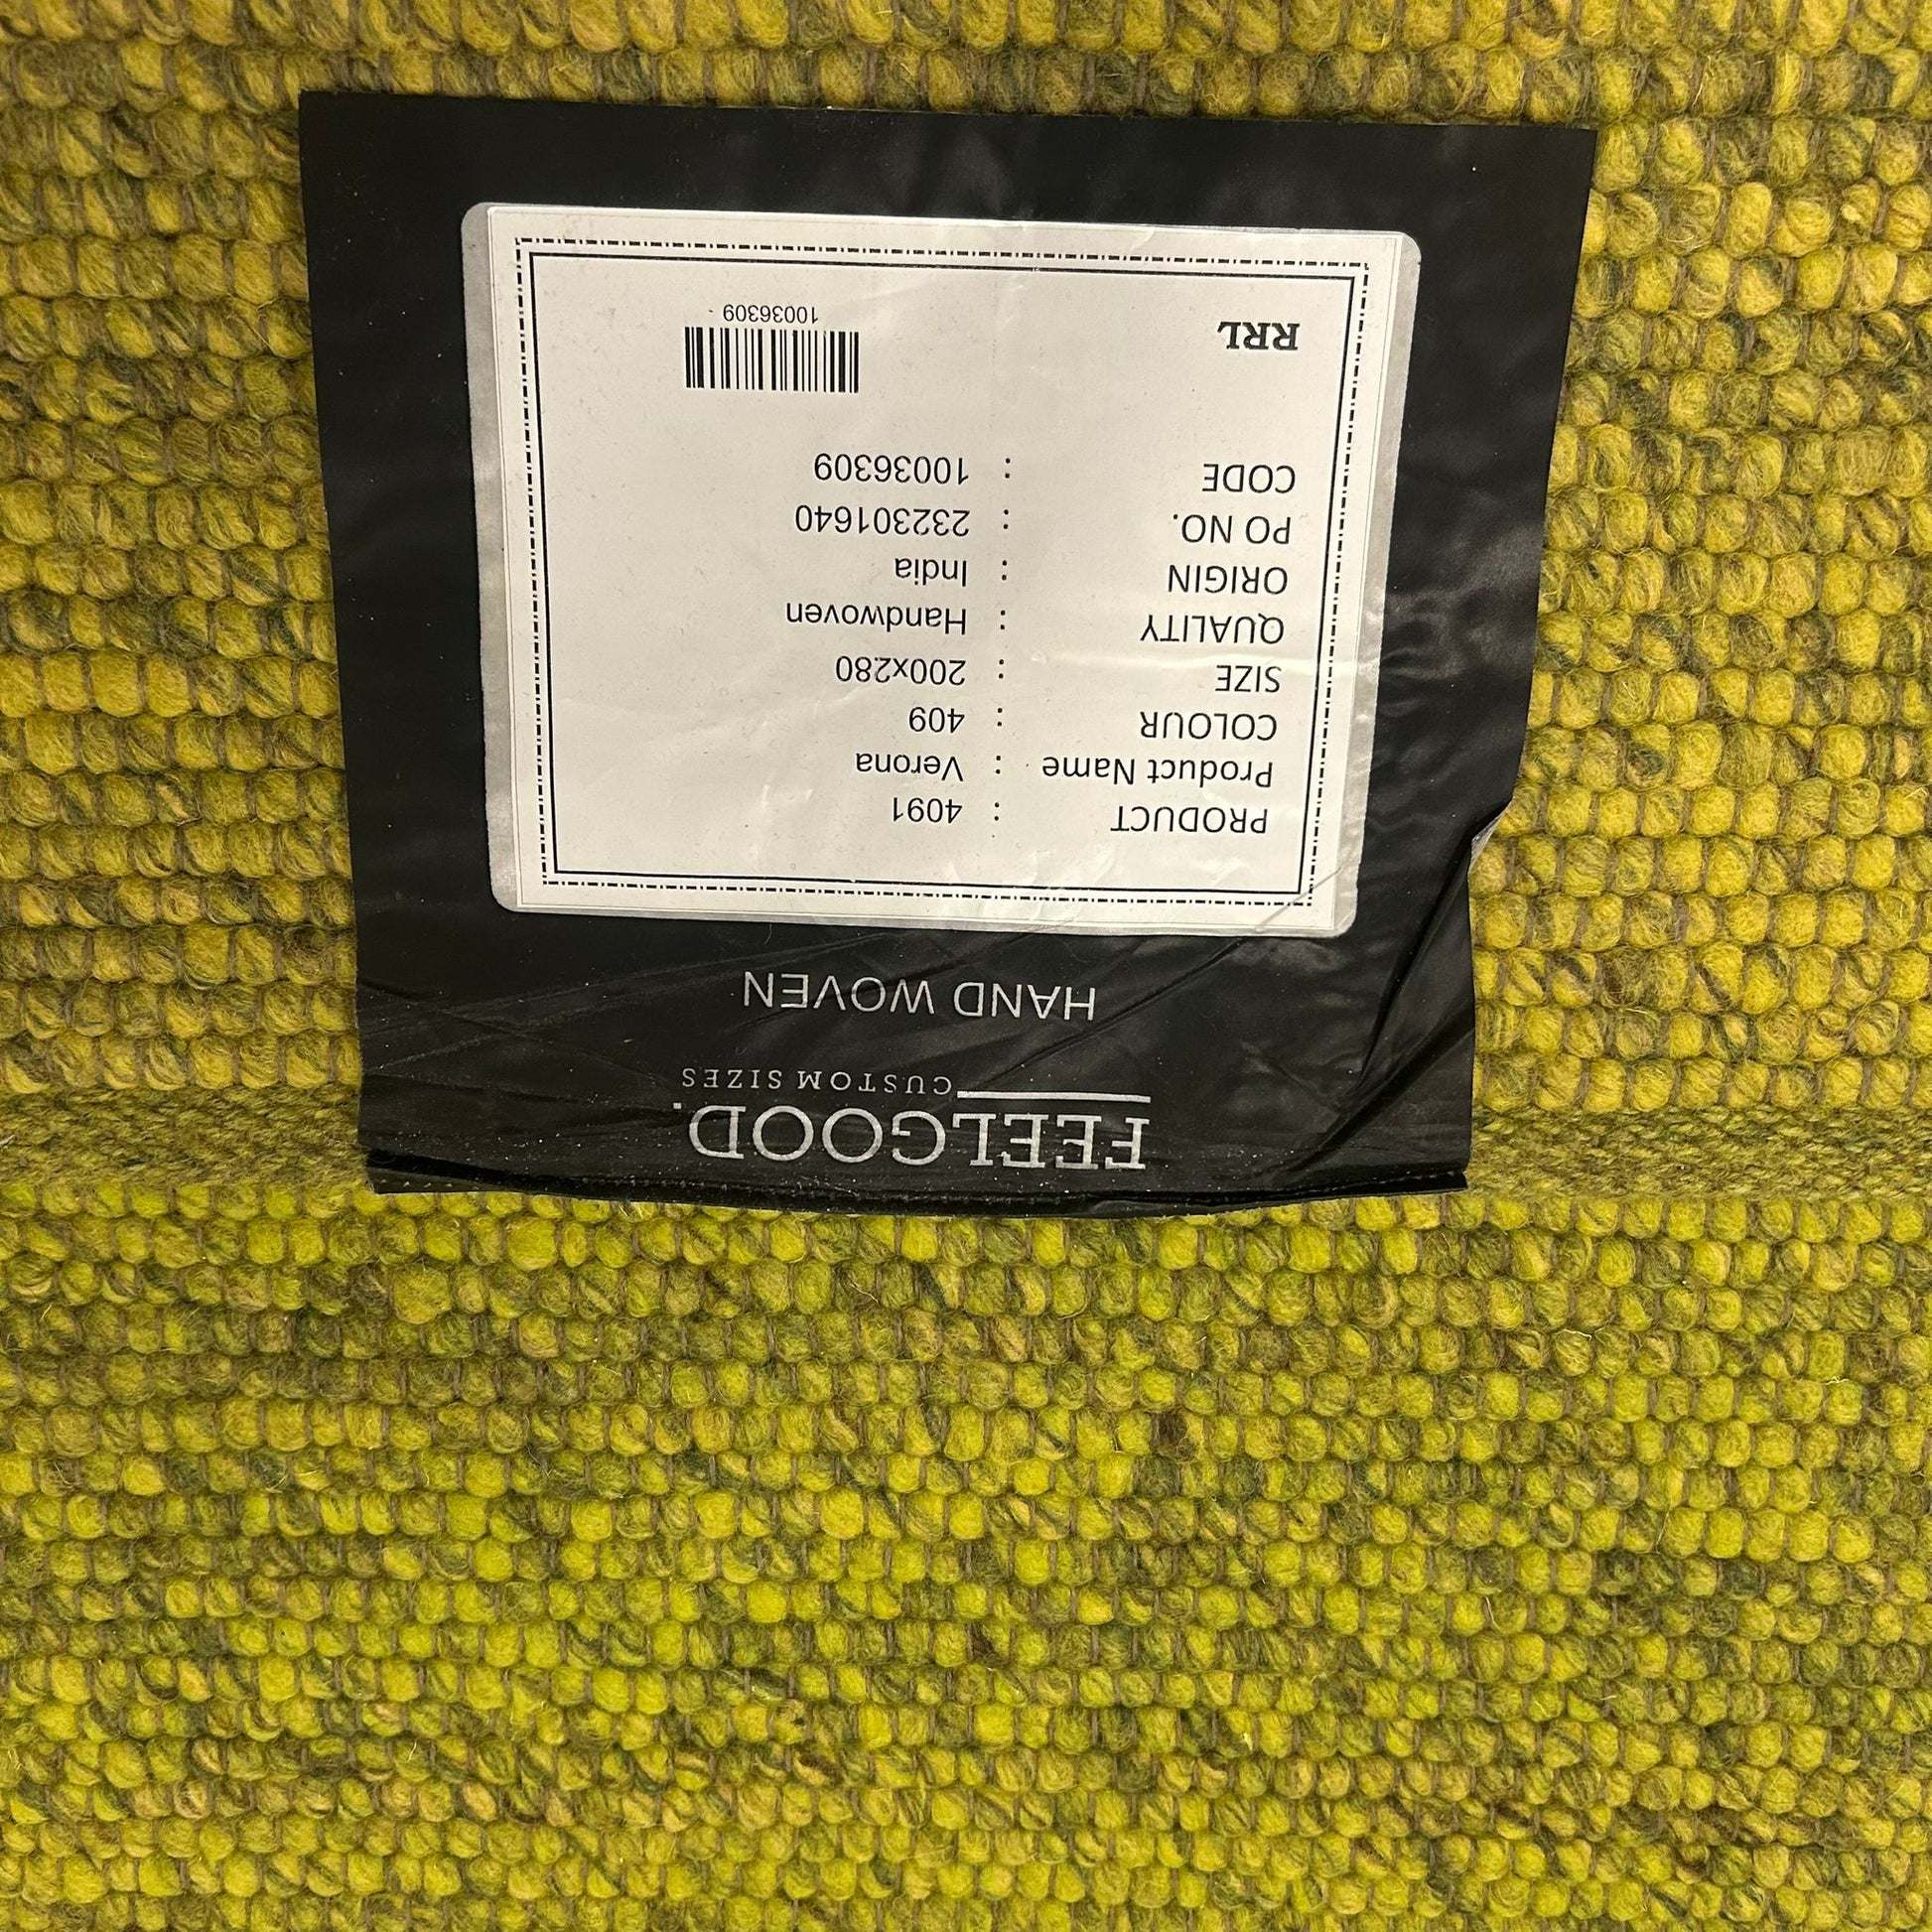 FEELGOOD.
CUSTOM SIZES
HAND WOVEN
PRODUCT : 4091
Product Name : Verona
COLOUR : 409
SIZE : 200x280
QUALITY : Handwoven
ORIGIN : India
PO NO. : 232301640
CODE : 10036309
RRL
10036309